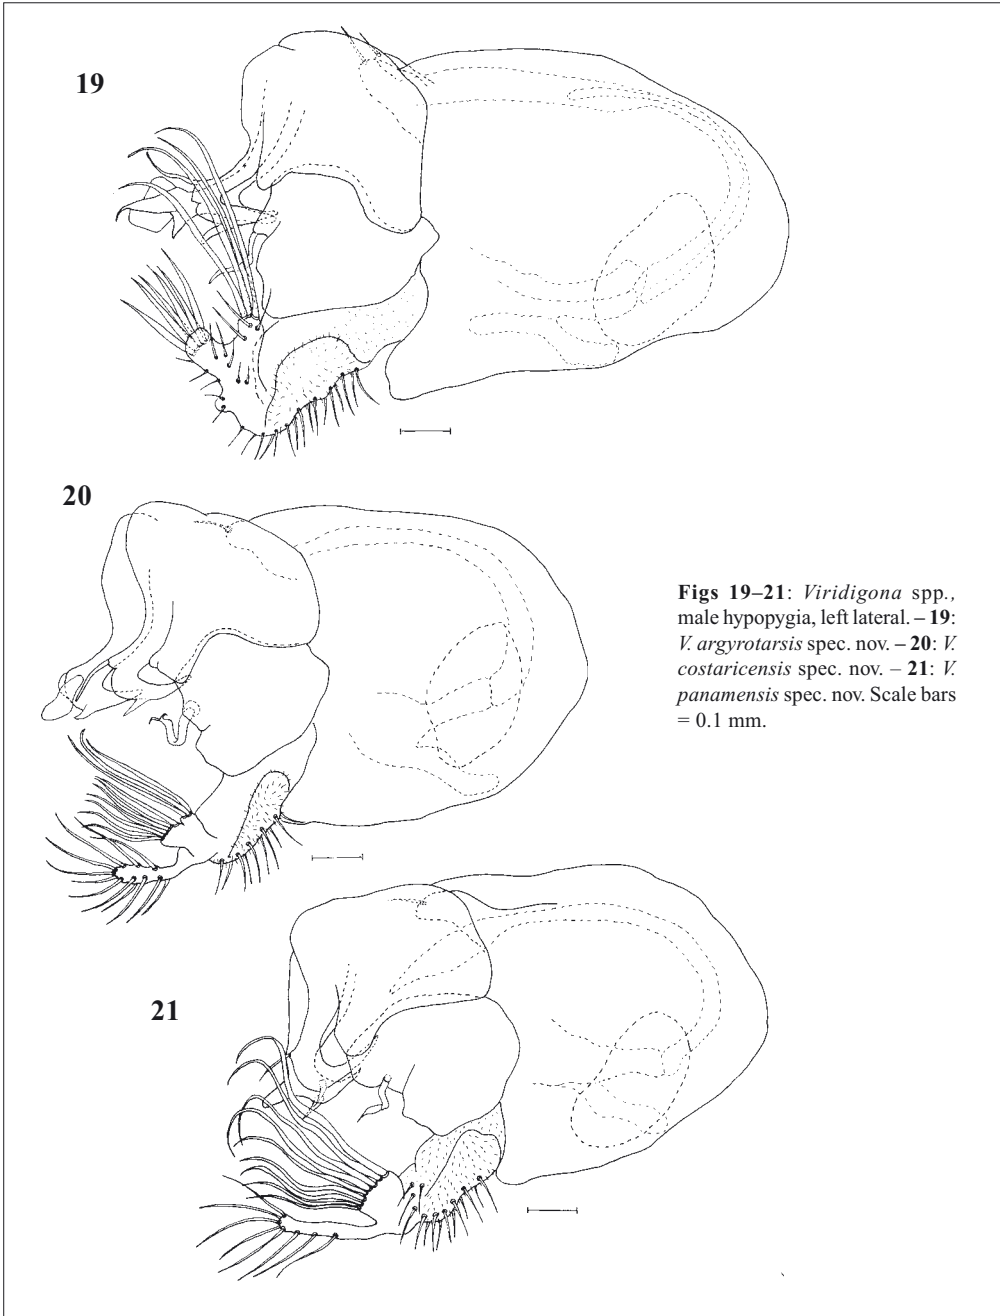 19
20
Figs 19–21: Viridigona spp.,
male hypopygia, left lateral. – 19:
V. argyrotarsis spec. nov. – 20: V.
costaricensis spec. nov. – 21: V.
panamensis spec. nov. Scale bars
= 0.1 mm.
21